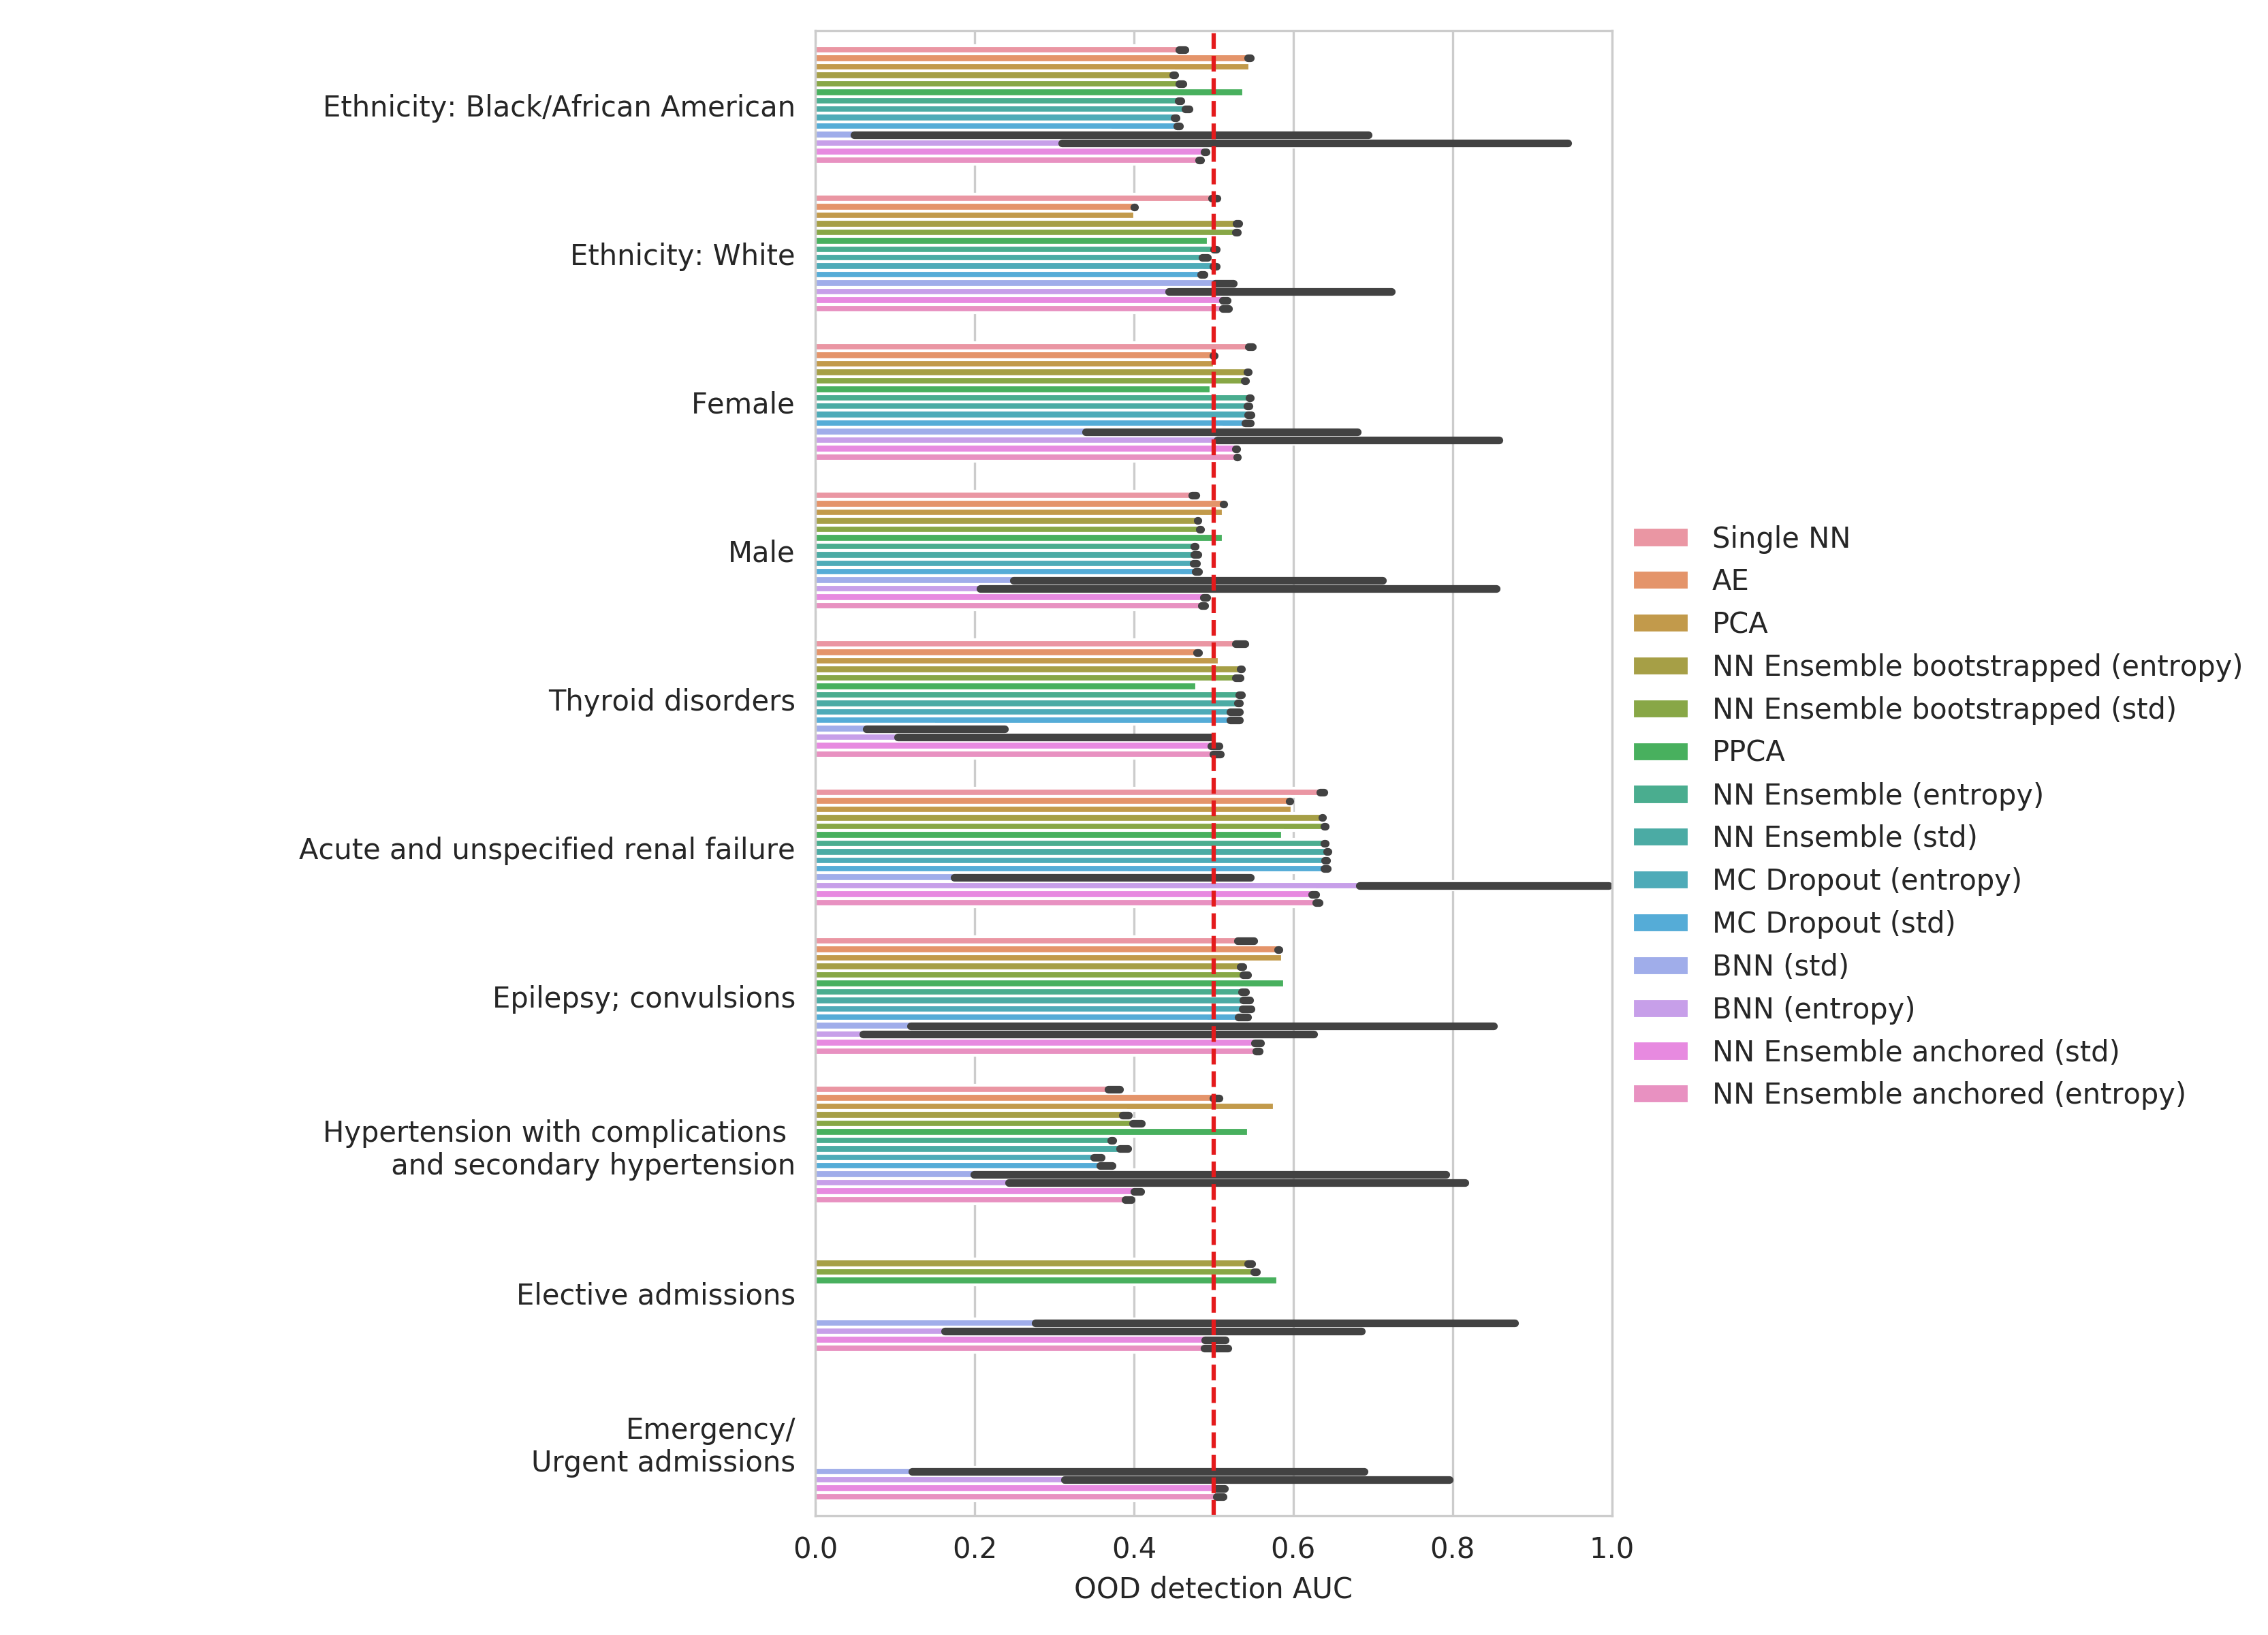 Ethnicity: Black/African American
Ethnicity: White
Female
Male
Thyroid disorders
Acute and unspecified renal failure
Epilepsy; convulsions
Hypertension with complications
and secondary hypertension
Elective admissions
Emergency/
Urgent admissions
0.0 0.2 0.4 0.6 0.8 1.0
OOD detection AUC
Single NN
AE
PCA
NN Ensemble bootstrapped (entropy)
NN Ensemble bootstrapped (std)
PPCA
NN Ensemble (entropy)
NN Ensemble (std)
MC Dropout (entropy)
MC Dropout (std)
BNN (std)
BNN (entropy)
NN Ensemble anchored (std)
NN Ensemble anchored (entropy)